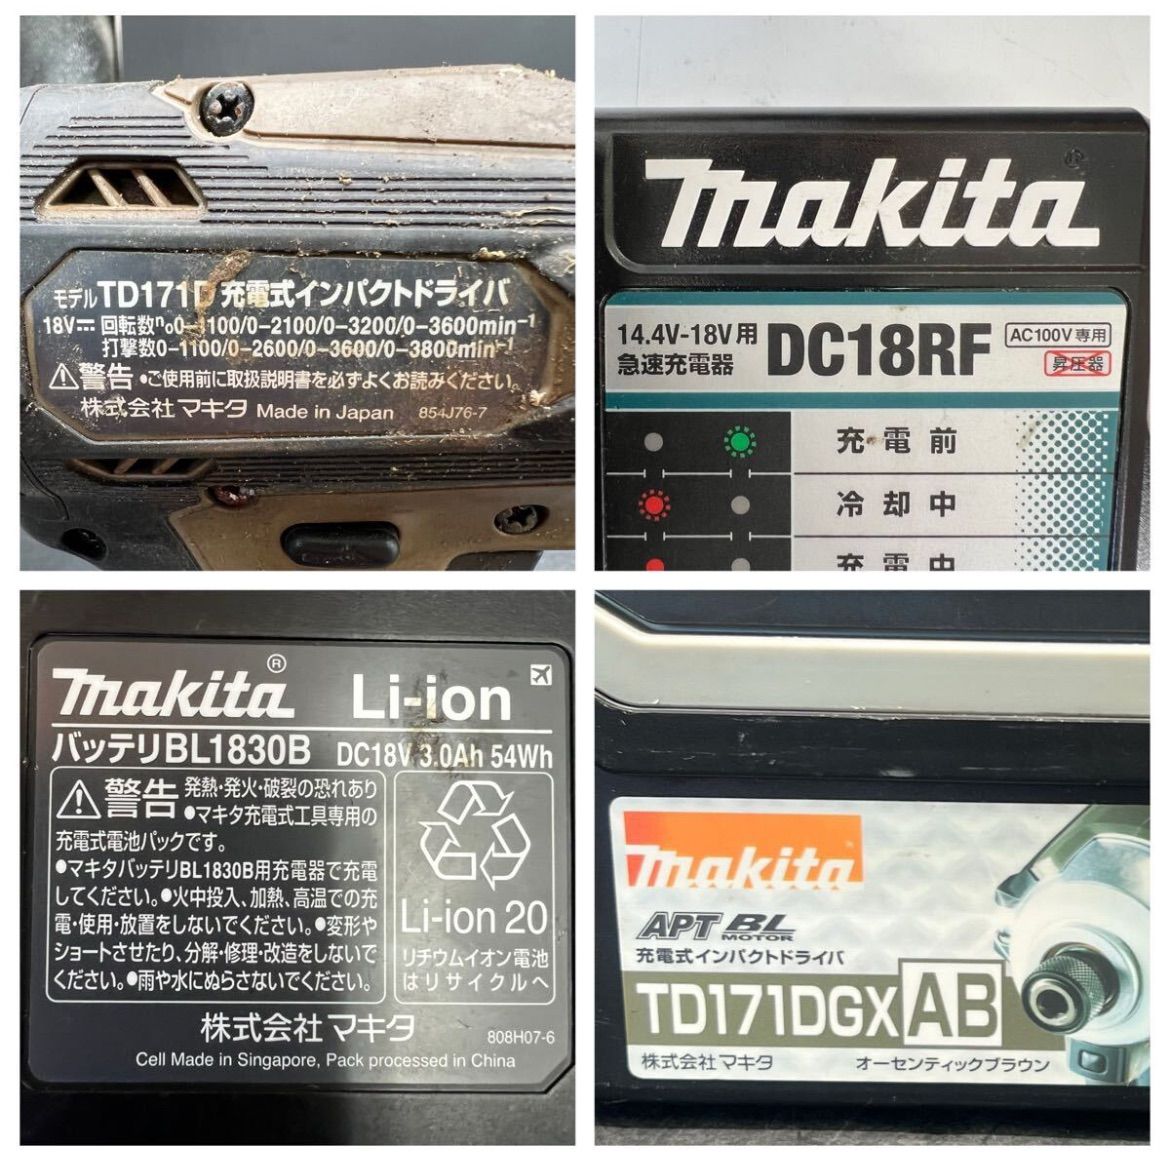 モデルTD171D 充電式インパクトドライバ
18V 回転数n₀0-1100/0-2100/0-3200/0-3600min⁻¹
打撃数0-1100/0-2600/0-3600/0-3800min⁻¹
警告 •ご使用前に取扱説明書を必ずよくお読みください。
株式会社マキタ Made in Japan 854J76-7
makita®
14.4V-18V用
急速充電器
DC18RF
AC100V専用
昇圧器
充電前
冷却中
充電中
makita® Li-ion
バッテリBL1830B DC18V 3.0Ah 54Wh
警告 発熱・発火・破裂の恐れあり
●マキタ充電式工具専用の
充電式電池パックです。
●マキタバッテリBL1830B用充電器で充電
してください。●火中投入、加熱、高温での充
電・使用・放置をしないでください。●変形や
ショートさせたり、分解・修理・改造をしないで
ください。●雨や水にぬらさないでください。
Li-ion 20
リチウムイオン電池
はリサイクルへ
株式会社マキタ 808H07-6
Cell Made in Singapore, Pack processed in China
makita
APT BL
MOTOR
充電式インパクトドライバ
TD171DGXAB
株式会社マキタ オーセンティックブラウン